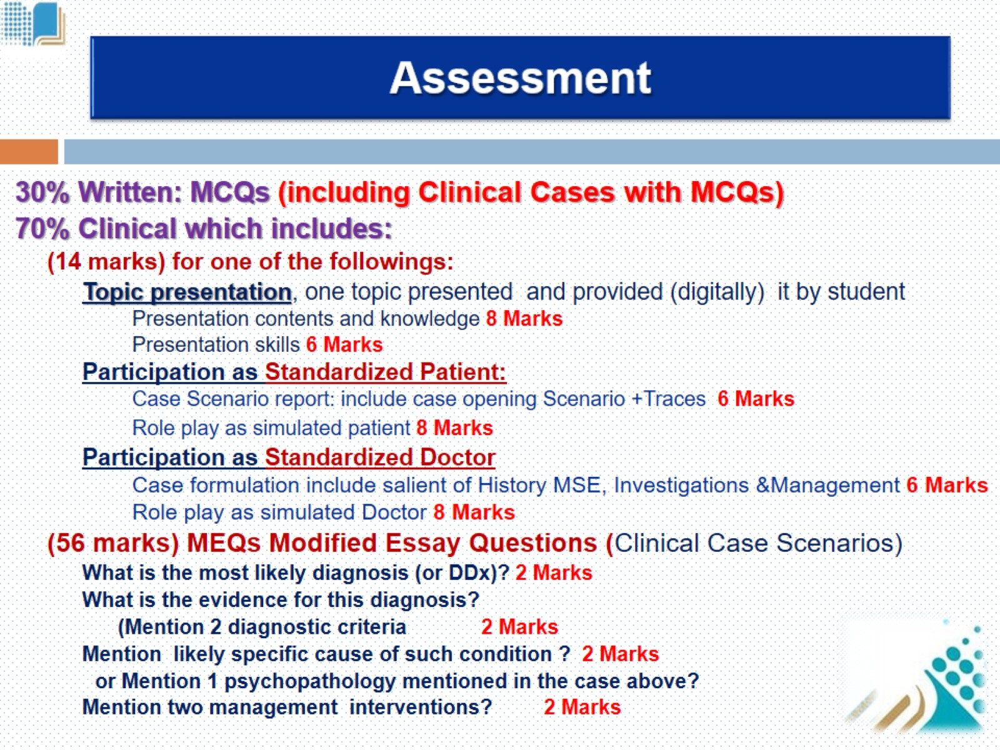 Assessment
30% Written: MCQs (including Clinical Cases with MCQs)
70% Clinical which includes:
(14 marks) for one of the followings:
Topic presentation, one topic presented  and provided (digitally)  it by student
Presentation contents and knowledge 8 Marks
Presentation skills 6 Marks
Participation as Standardized Patient:
Case Scenario report: include case opening Scenario +Traces  6 Marks
Role play as simulated patient 8 Marks
Participation as Standardized Doctor
Case formulation include salient of History MSE, Investigations &Management 6 Marks
Role play as simulated Doctor 8 Marks
(56 marks) MEQs Modified Essay Questions (Clinical Case Scenarios)
What is the most likely diagnosis (or DDx)? 2 Marks
What is the evidence for this diagnosis?
(Mention 2 diagnostic criteria 2 Marks
Mention  likely specific cause of such condition ?  2 Marks
or Mention 1 psychopathology mentioned in the case above?
Mention two management  interventions? 2 Marks